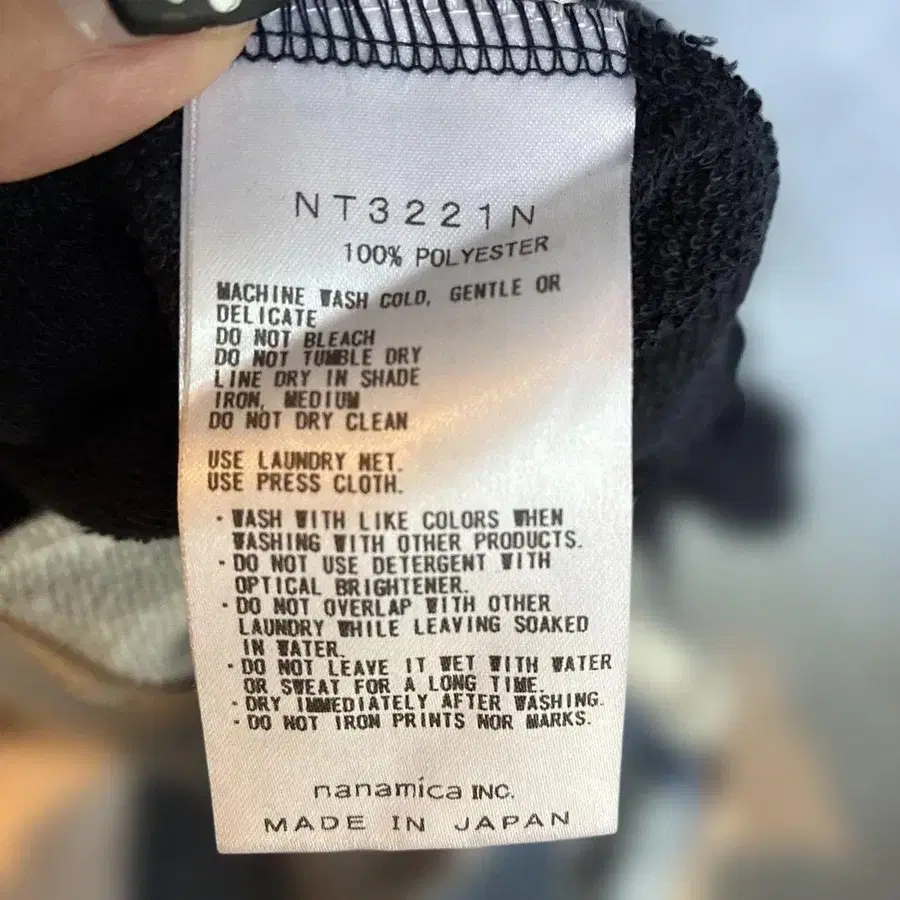 NT3221N
100% POLYESTER
MACHINE WASH COLD, GENTLE OR
DELICATE
DO NOT BLEACH
DO NOT TUMBLE DRY
LINE DRY IN SHADE
IRON, MEDIUM
DO NOT DRY CLEAN
USE LAUNDRY NET.
USE PRESS CLOTH.
・WASH WITH LIKE COLORS WHEN
WASHING WITH OTHER PRODUCTS.
・DO NOT USE DETERGENT WITH
OPTICAL BRIGHTENER.
・DO NOT OVERLAP WITH OTHER
LAUNDRY WHILE LEAVING SOAKED
IN WATER.
・DO NOT LEAVE IT WET WITH WATER
OR SWEAT FOR A LONG TIME.
・DRY IMMEDIATELY AFTER WASHING.
・DO NOT IRON PRINTS NOR MARKS.
nanamica INC.
MADE IN JAPAN